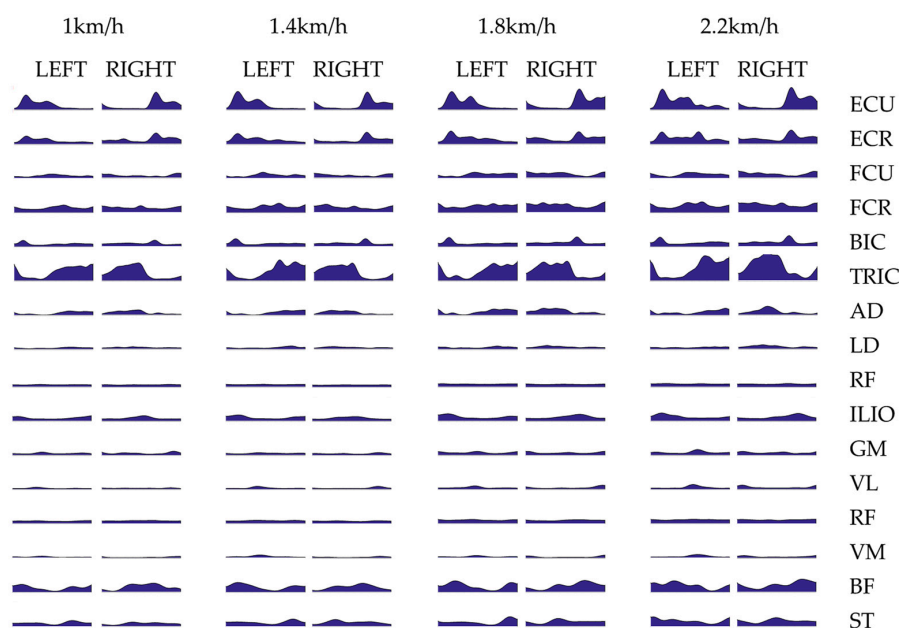 1km/h 1.4km/h 1.8km/h 2.2km/h
LEFT RIGHT LEFT RIGHT LEFT RIGHT LEFT RIGHT
ECU
ECR
FCU
FCR
BIC
TRIC
AD
LD
RF
ILIO
GM
VL
RF
VM
BF
ST